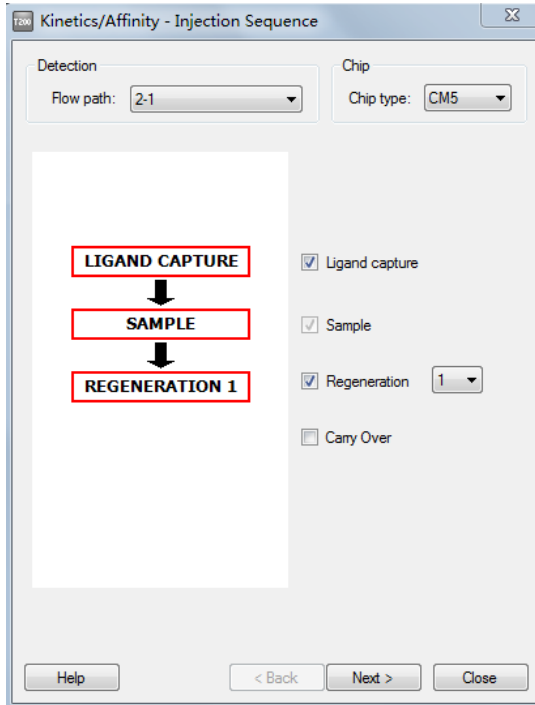 T200 Kinetics/Affinity - Injection Sequence
Detection
Flow path: 2-1
Chip
Chip type: CM5
LIGAND CAPTURE
Ligand capture
SAMPLE
Sample
REGENERATION 1
Regeneration 1
Carry Over
Help < Back Next > Close